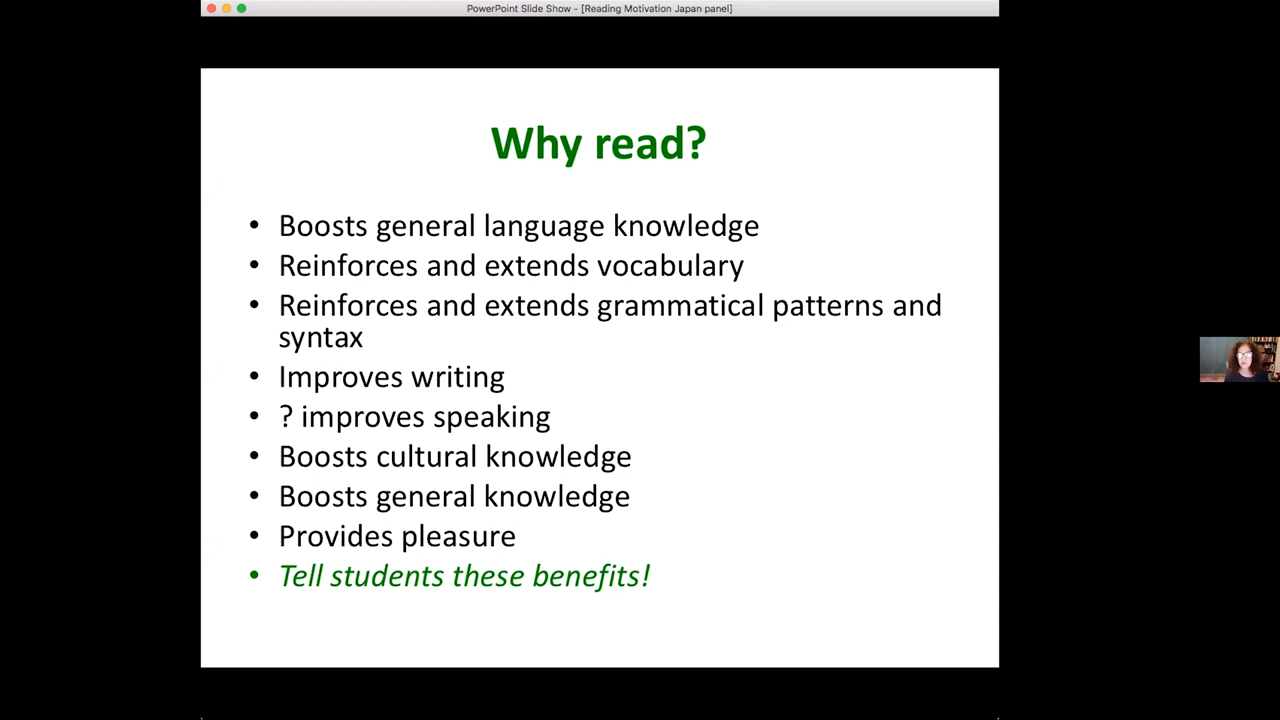 PowerPoint Slide Show - [Reading Motivation Japan panel]
Why read?
• Boosts general language knowledge
• Reinforces and extends vocabulary
• Reinforces and extends grammatical patterns and
syntax
• Improves writing
• ? improves speaking
• Boosts cultural knowledge
• Boosts general knowledge
• Provides pleasure
• Tell students these benefits!